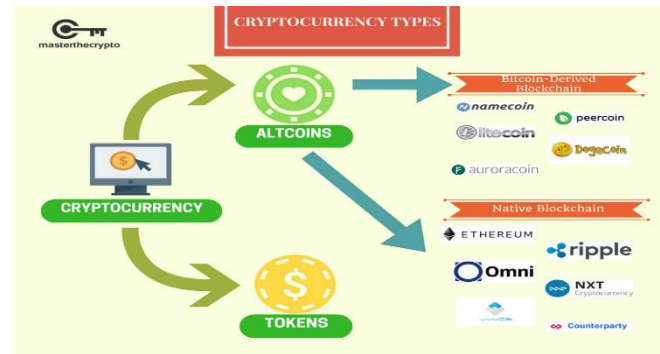 CRYPTOCURRENCY TYPES
masterthecrypto
Bitcoin-Derived
Blockchain
namecoin
peercoin
litecoin
Dogecoin
auroracoin
ALTCOINS
CRYPTOCURRENCY
Native Blockchain
ETHEREUM
ripple
Omni
NXT
Cryptocurrency
Counterparty
TOKENS